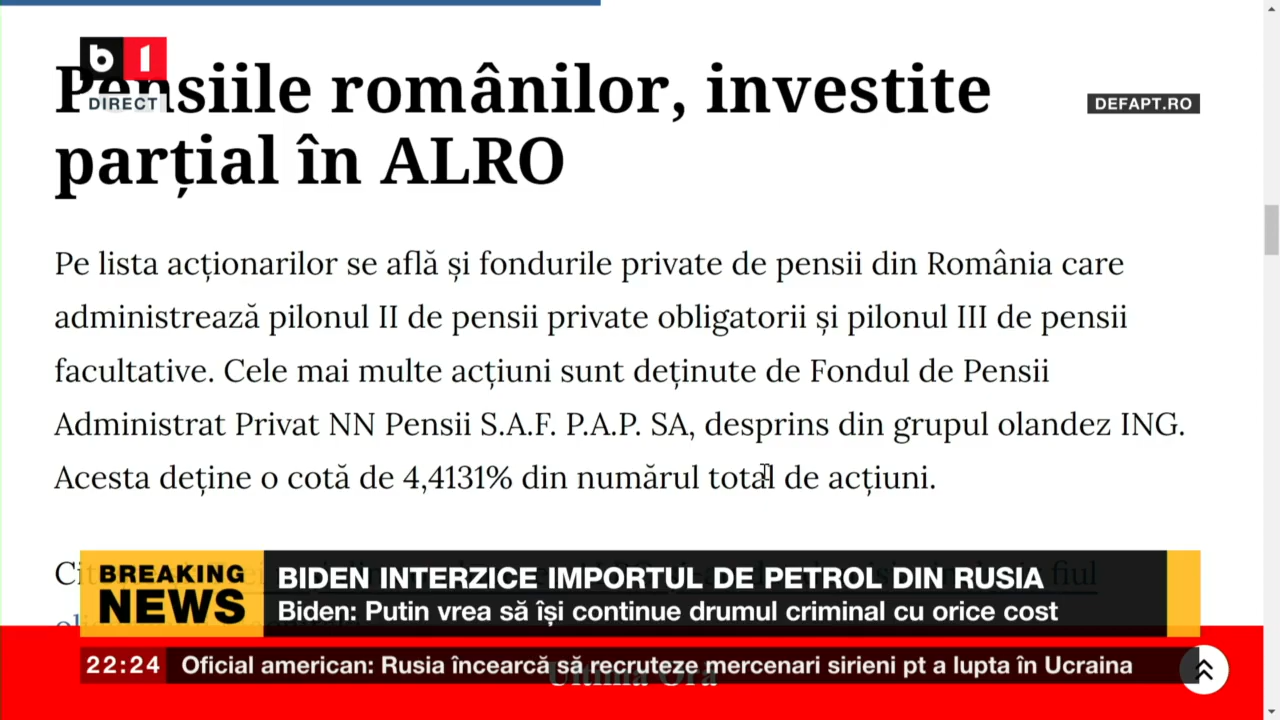 b 1
DIRECT
DEFAPT.RO
Pensiile românilor, investite
parțial în ALRO
Pe lista acționarilor se află și fondurile private de pensii din România care
administrează pilonul II de pensii private obligatorii și pilonul III de pensii
facultative. Cele mai multe acțiuni sunt deținute de Fondul de Pensii
Administrat Privat NN Pensii S.A.F. P.A.P. SA, desprins din grupul olandez ING.
Acesta deține o cotă de 4,4131% din numărul total de acțiuni.
fiul
BREAKING
NEWS
BIDEN INTERZICE IMPORTUL DE PETROL DIN RUSIA
Biden: Putin vrea să își continue drumul criminal cu orice cost
22:24 Oficial american: Rusia încearcă să recruteze mercenari sirieni pt a lupta în Ucraina
Ultima Oră